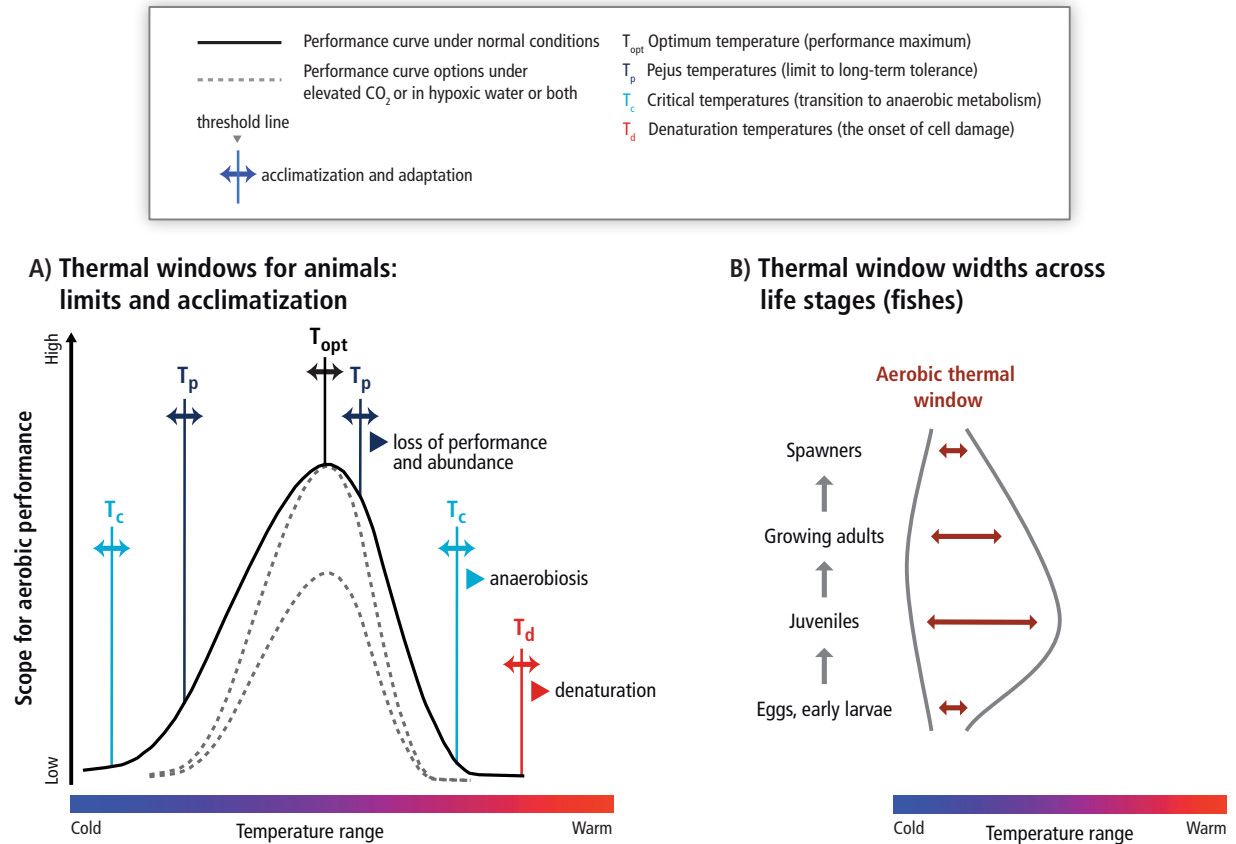 Performance curve under normal conditions
Performance curve options under
elevated CO2 or in hypoxic water or both
threshold line
acclimatization and adaptation
Topt Optimum temperature (performance maximum)
Tp Pejus temperatures (limit to long-term tolerance)
Tc Critical temperatures (transition to anaerobic metabolism)
Td Denaturation temperatures (the onset of cell damage)
A) Thermal windows for animals:
limits and acclimatization
High
Scope for aerobic performance
Low
Topt
Tp
Tp
loss of performance
and abundance
Tc
Tc
anaerobiosis
Td
denaturation
Cold
Temperature range
Warm
B) Thermal window widths across
life stages (fishes)
Aerobic thermal
window
Spawners
Growing adults
Juveniles
Eggs, early larvae
Cold
Temperature range
Warm